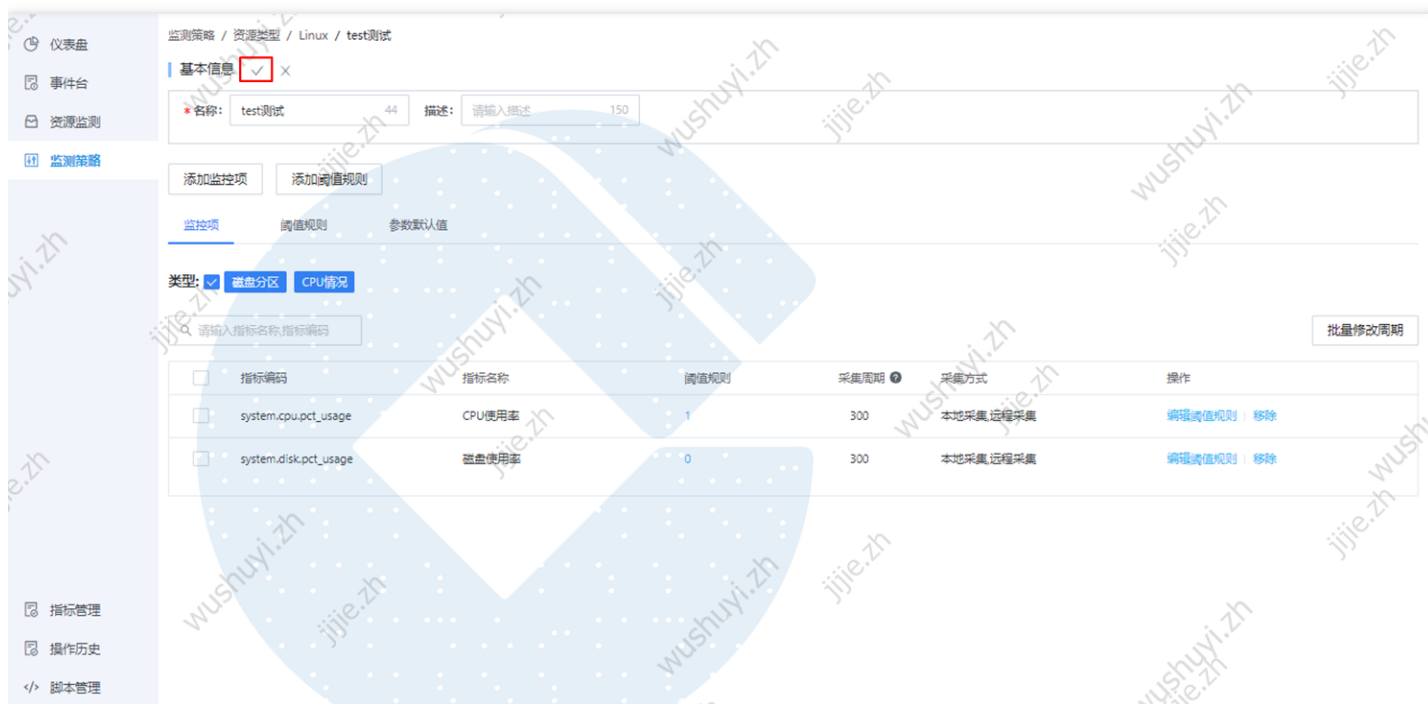 监测策略 / 资源类型 / Linux / test测试
仪表盘
事件台
资源监测
监测策略
指标管理
操作历史
</> 脚本管理
基本信息
*名称: test测试 44 描述: 请输入描述 150
添加监控项 添加阈值规则
监控项 阈值规则 参数默认值
类型: 磁盘分区 CPU情况
请输入指标名称,指标编码 批量修改周期
指标编码 指标名称 阈值规则 采集周期 采集方式 操作
system.cpu.pct_usage CPU使用率 1 300 本地采集,远程采集 编辑阈值规则 | 移除
system.disk.pct_usage 磁盘使用率 0 300 本地采集,远程采集 编辑阈值规则 | 移除
wushuyi.zh
jijie.zh